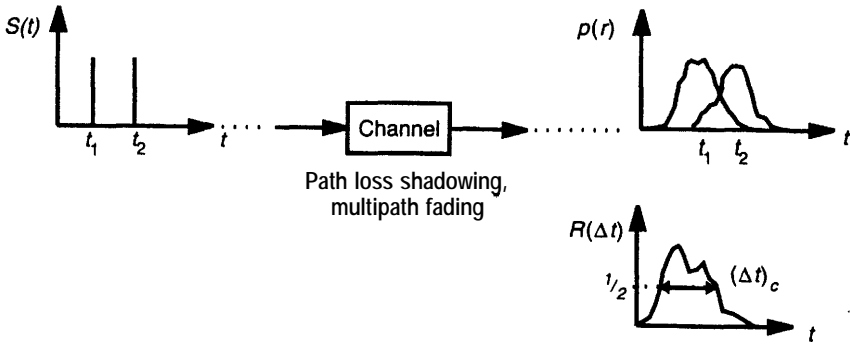 S(t)
t₁ t₂ t
Channel
Path loss shadowing,
multipath fading
p(r)
t₁ t₂ t
R(Δt)
1/2
(Δt)c
t